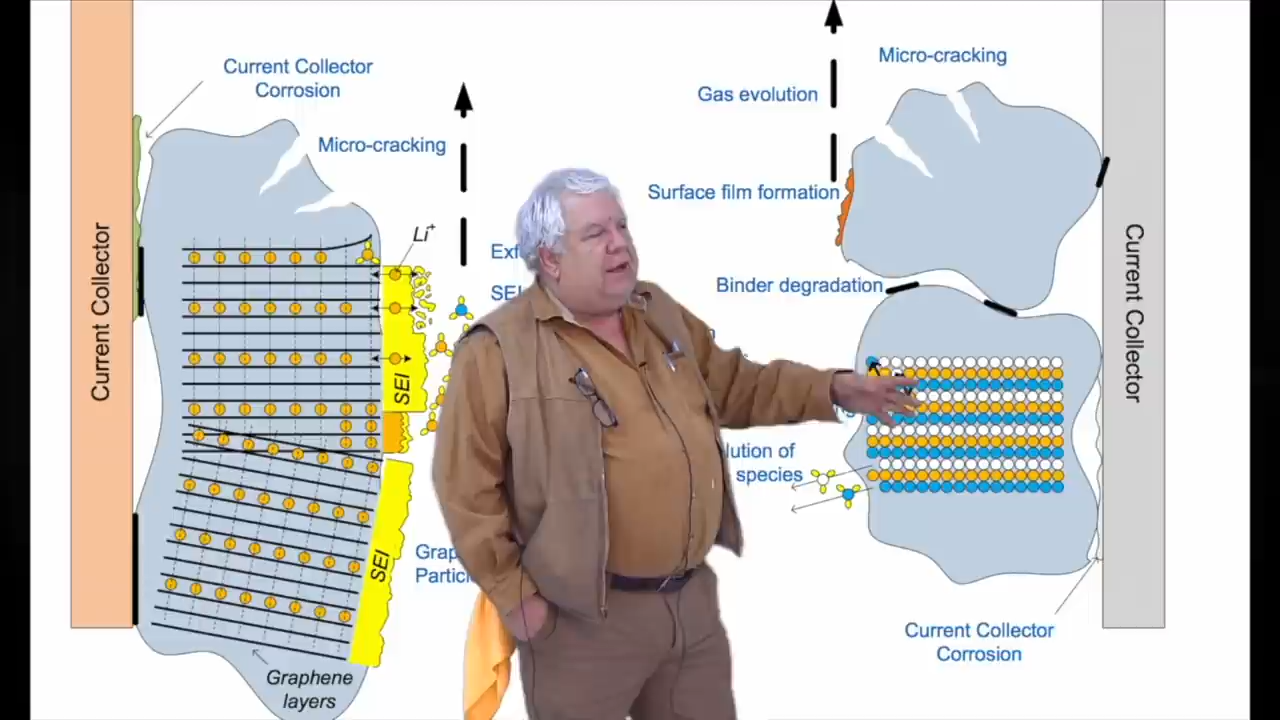 Current Collector
Corrosion
Micro-cracking
Li+
SEI
SEI
Graphene
layers
Current Collector
Gas evolution
Surface film formation
Binder degradation
Micro-cracking
species
Current Collector
Corrosion
Current Collector